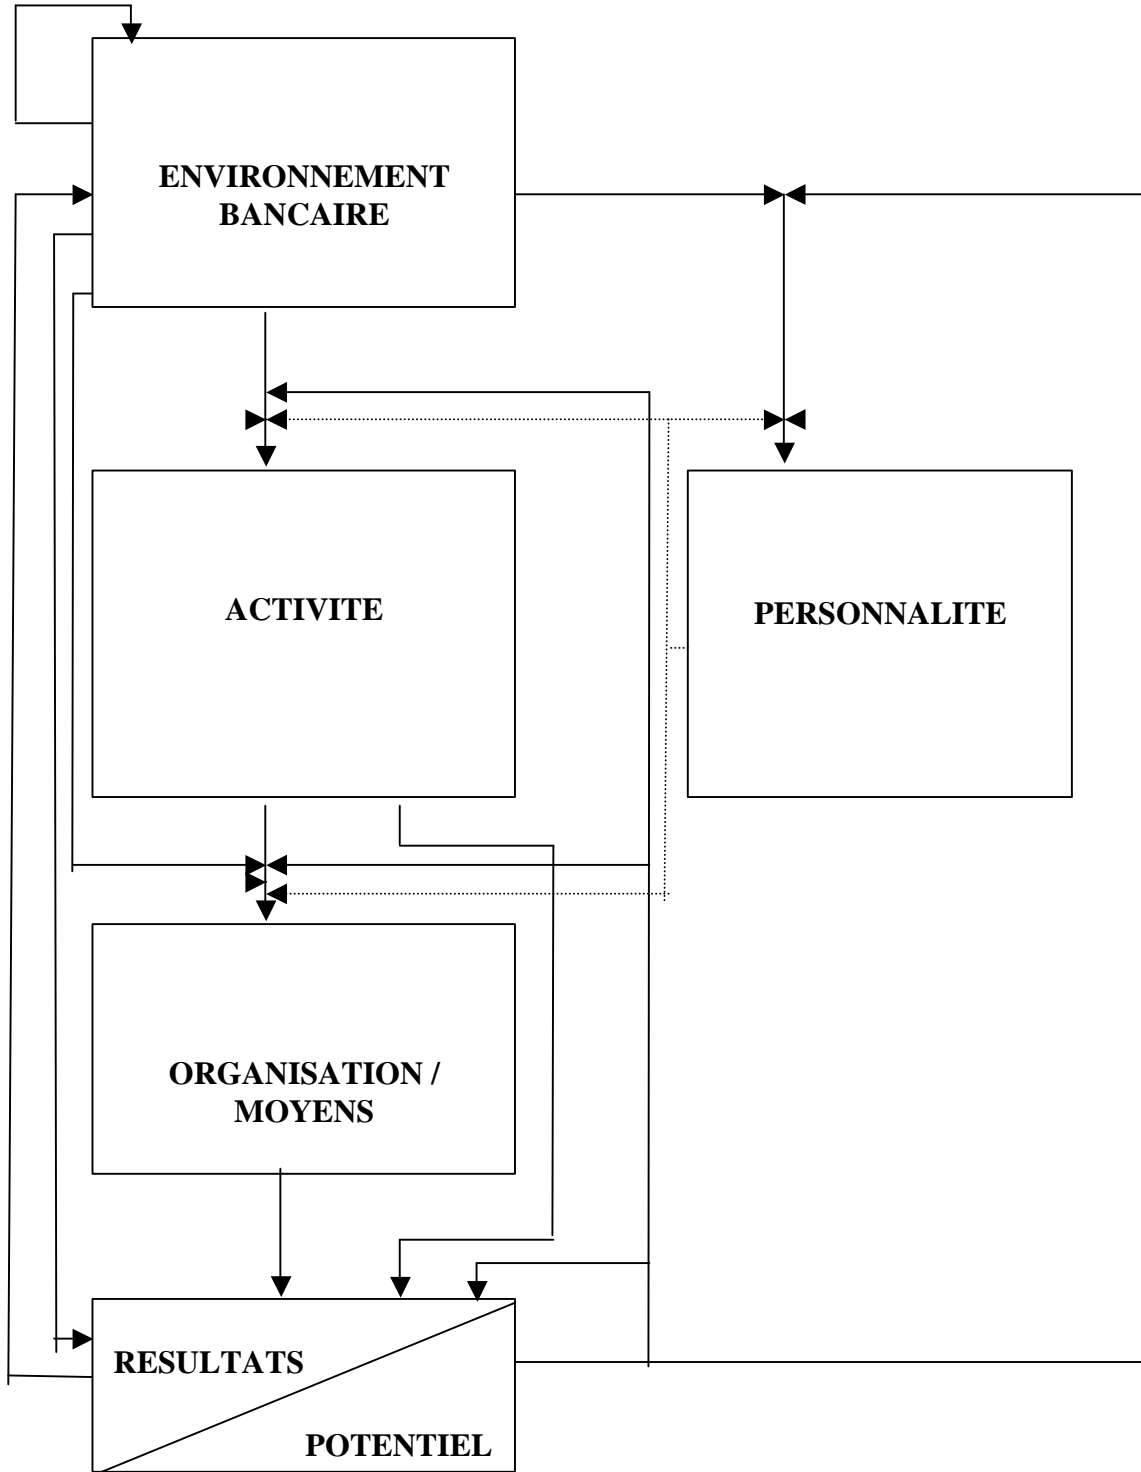 ENVIRONNEMENT
BANCAIRE
ACTIVITE
PERSONNALITE
ORGANISATION /
MOYENS
RESULTATS
POTENTIEL